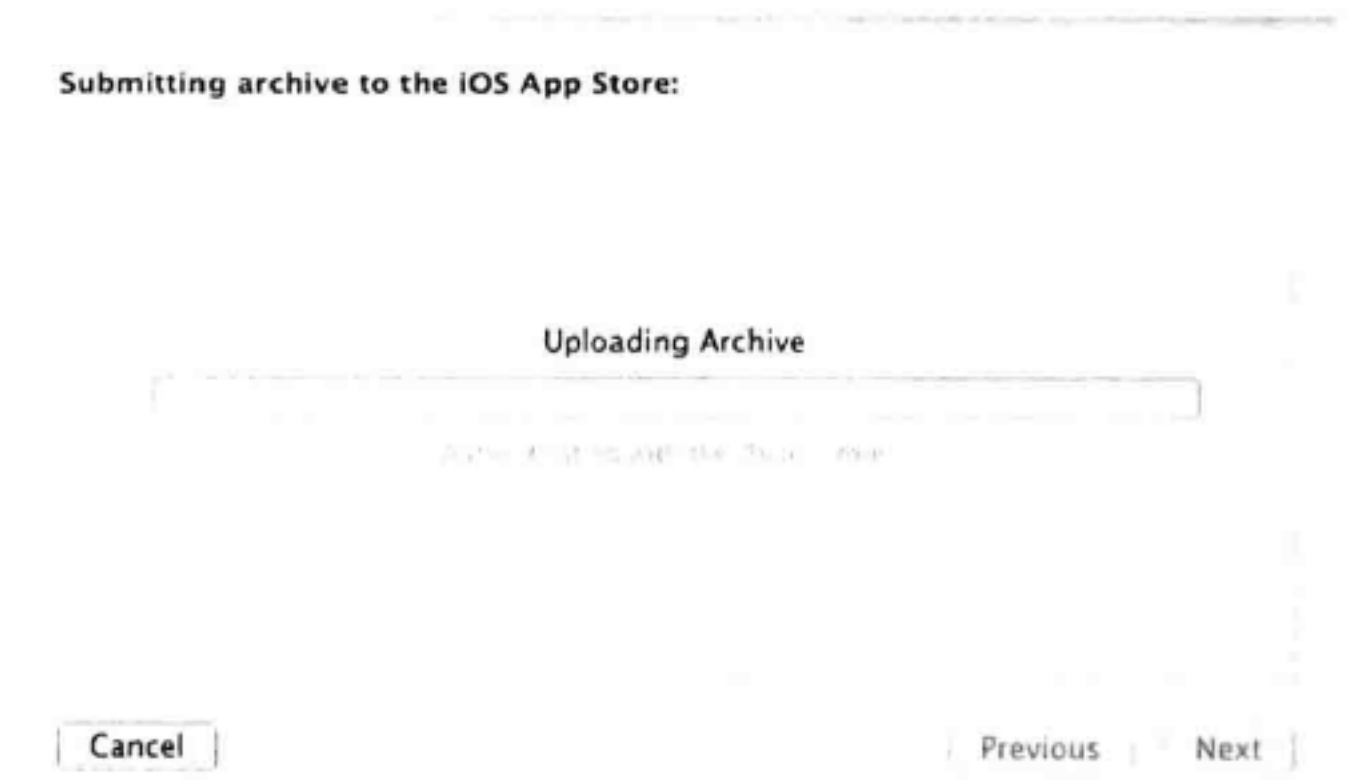 Submitting archive to the iOS App Store:
Uploading Archive
Cancel
Previous
Next